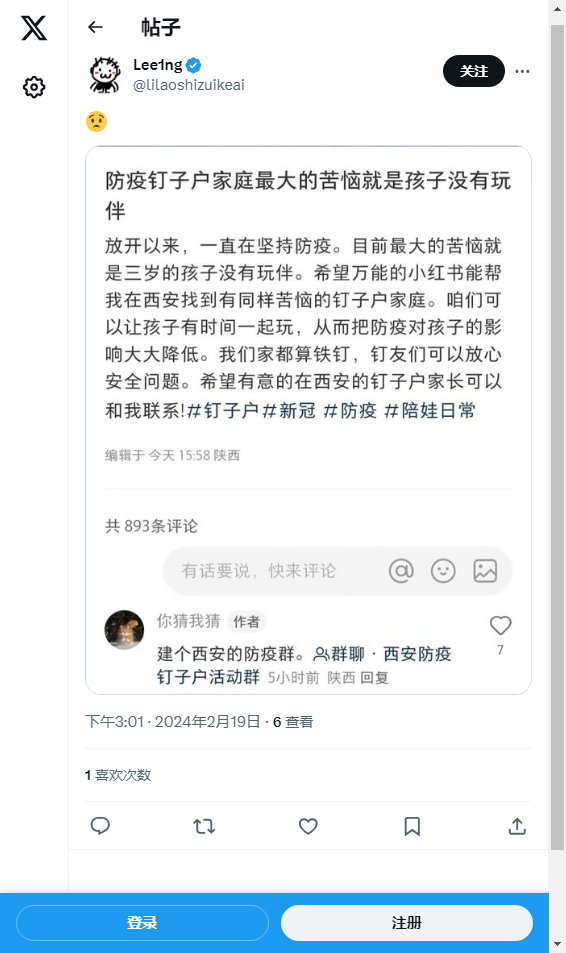 帖子
Lee1ng
@lilaoshizuikeai
关注
防疫钉子户家庭最大的苦恼就是孩子没有玩
伴
放开以来，一直在坚持防疫。目前最大的苦恼就
是三岁的孩子没有玩伴。希望万能的小红书能帮
我在西安找到有同样苦恼的钉子户家庭。咱们可
以让孩子有时间一起玩，从而把防疫对孩子的影
响大大降低。我们家都算铁钉，钉友们可以放心
安全问题。希望有意的在西安的钉子户家长可以
和我联系!#钉子户#新冠 #防疫 #陪娃日常
编辑于 今天 15:58 陕西
共 893条评论
有话要说，快来评论
你猜我猜 作者
建个西安的防疫群。群聊 · 西安防疫
钉子户活动群 5小时前 陕西 回复
7
下午3:01 · 2024年2月19日 · 6 查看
1 喜欢次数
登录
注册